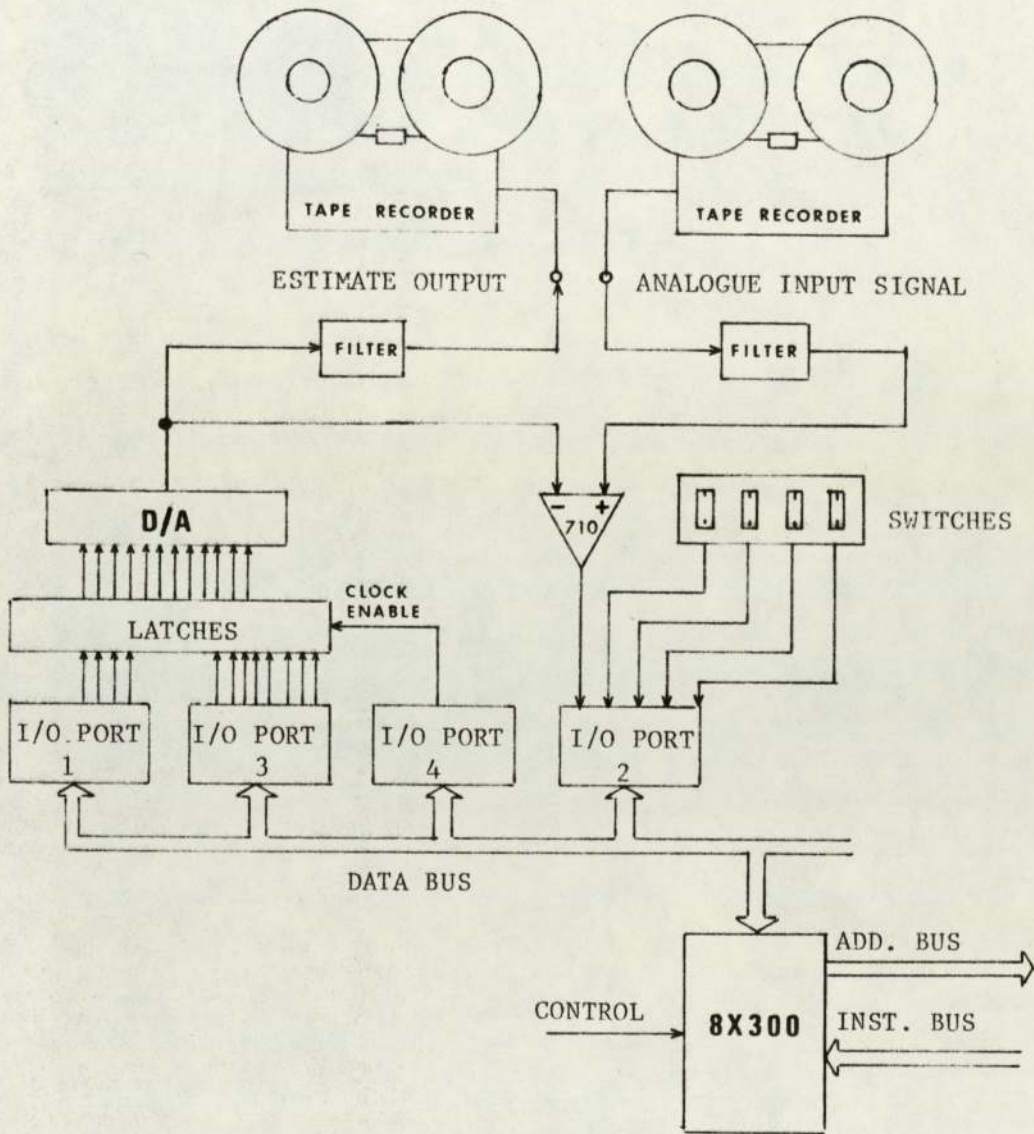 TAPE RECORDER
TAPE RECORDER
ESTIMATE OUTPUT
ANALOGUE INPUT SIGNAL
FILTER
FILTER
D/A
- +
710
SWITCHES
CLOCK
ENABLE
LATCHES
I/O PORT
1
I/O PORT
3
I/O PORT
4
I/O PORT
2
DATA BUS
ADD. BUS
CONTROL
8X300
INST. BUS